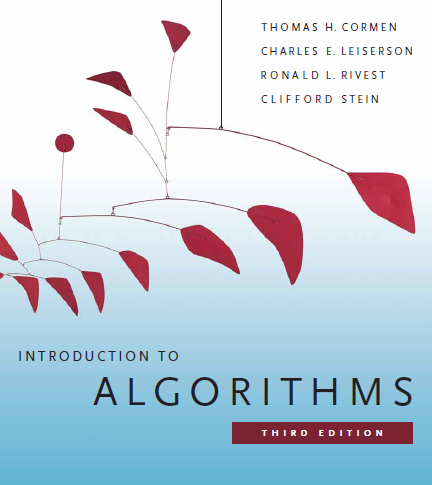 THOMAS H. CORMEN
CHARLES E. LEISERSON
RONALD L. RIVEST
CLIFFORD STEIN
INTRODUCTION TO
ALGORITHMS
THIRD EDITION